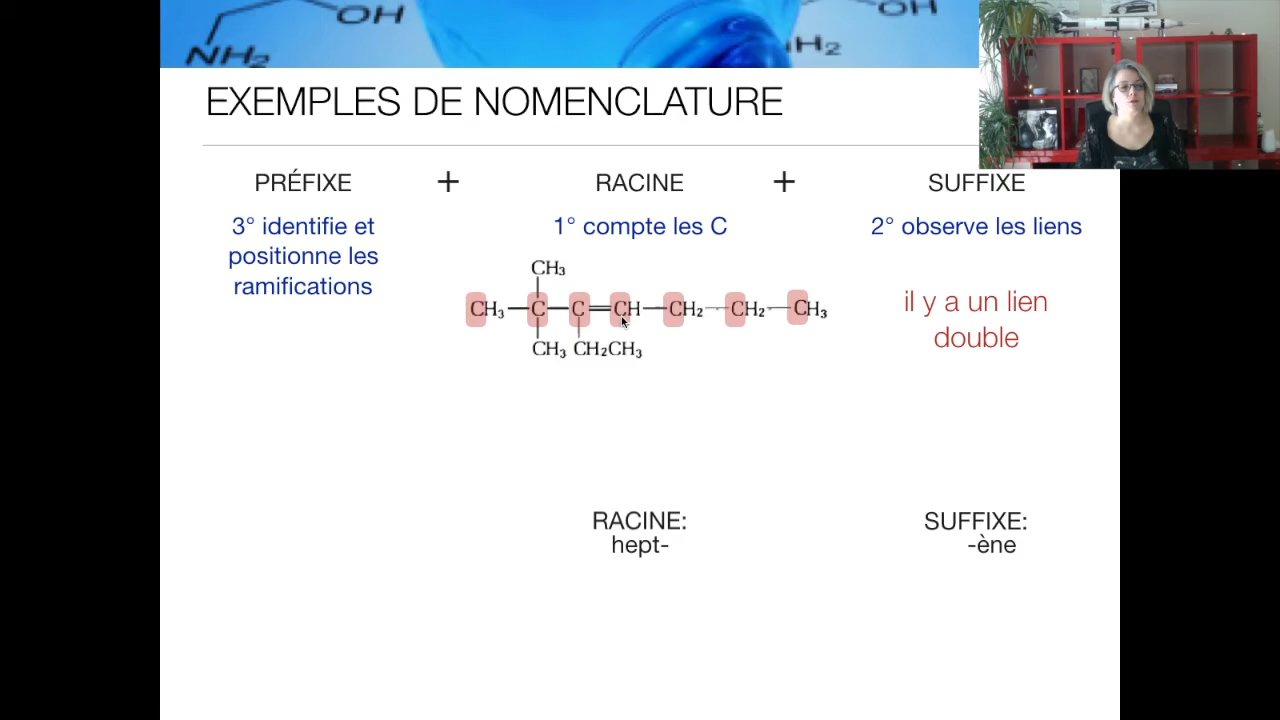 OH
NH2
OH
H2
EXEMPLES DE NOMENCLATURE
PRÉFIXE + RACINE + SUFFIXE
3° identifie et
positionne les
ramifications
1° compte les C
2° observe les liens
CH3
CH3—C—C=CH—CH2—CH2—CH3
CH3 CH2CH3
il y a un lien
double
RACINE:
hept-
SUFFIXE:
-ène